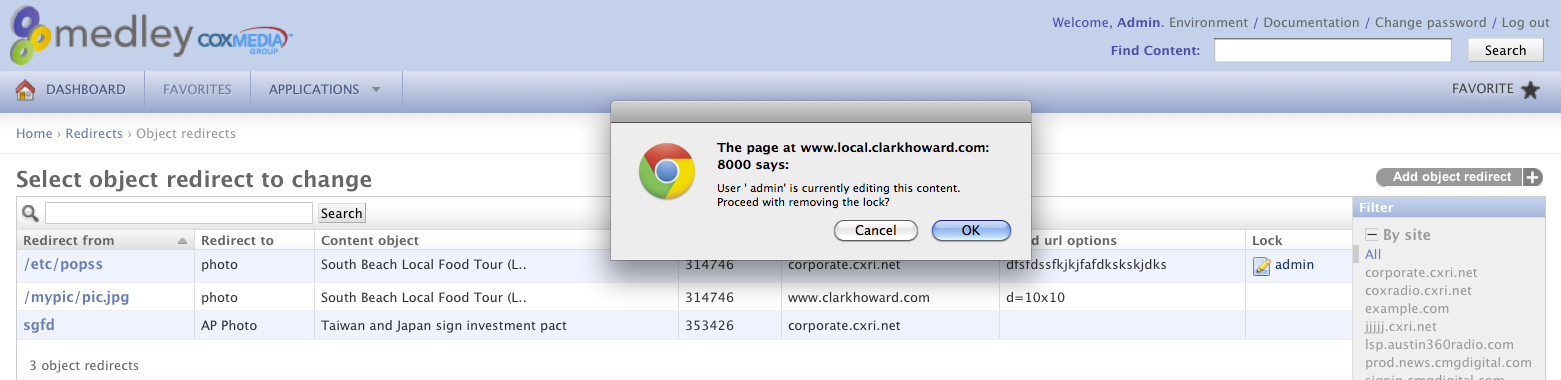 medley COXMEDIA GROUP
Welcome, Admin. Environment / Documentation / Change password / Log out
Find Content: Search
DASHBOARD FAVORITES APPLICATIONS FAVORITE
Home › Redirects › Object redirects
The page at www.local.clarkhoward.com:
8000 says:
User ' admin' is currently editing this content.
Proceed with removing the lock?
Cancel OK
Select object redirect to change
Add object redirect
Search
Redirect from Redirect to Content object url options Lock
/etc/popss photo South Beach Local Food Tour (L.. 314746 corporate.cxri.net dfsfdssfkjkjfafdkskskjdks admin
/mypic/pic.jpg photo South Beach Local Food Tour (L.. 314746 www.clarkhoward.com d=10x10
sgfd AP Photo Taiwan and Japan sign investment pact 353426 corporate.cxri.net
3 object redirects
Filter
By site
All
corporate.cxri.net
coxradio.cxri.net
example.com
jjjjj.cxri.net
lsp.austin360radio.com
prod.news.cmgdigital.com
signin.cmgdigital.com